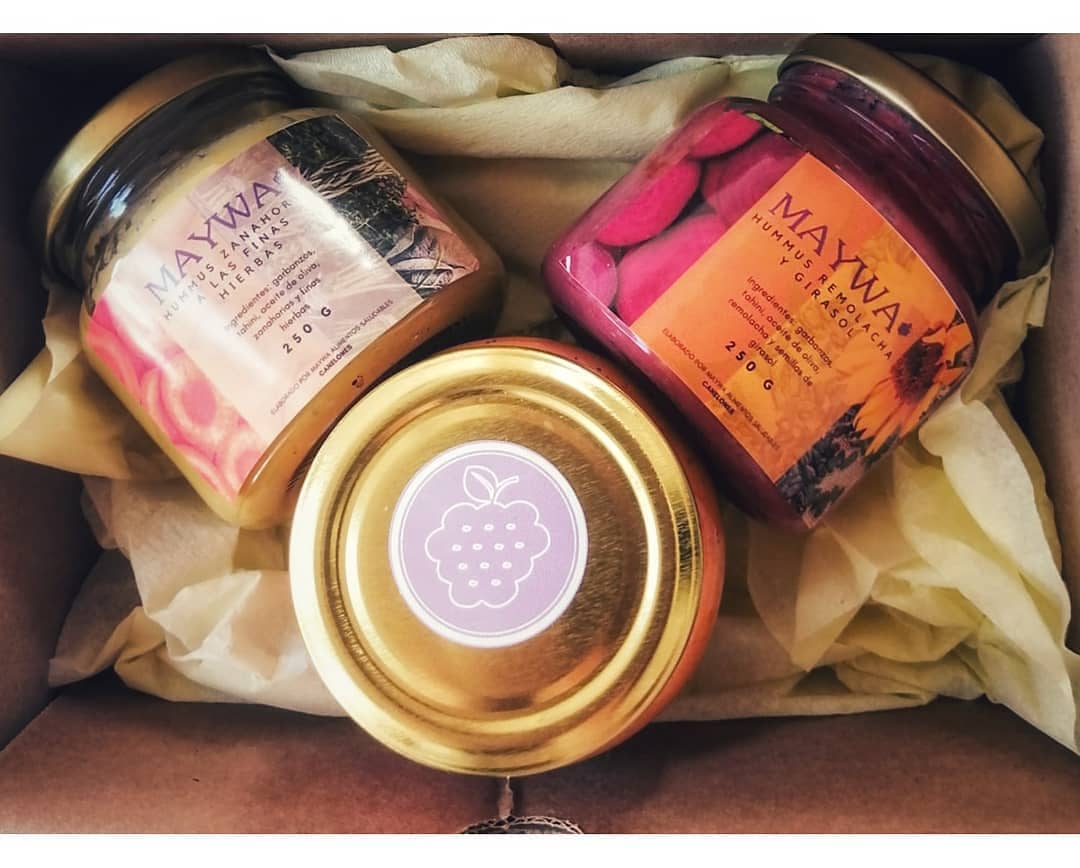 MAYWA
HUMMUS ZANAHOR
A LAS FINAS
HIERBAS
ingredientes: garbanzos,
tahini, aceite de oliva,
zanahorias y finas
hierbas
250 G
ELABORADO POR MAYWA ALIMENTOS SALUDABLES
CANELONES
MAYWA
HUMMUS REMOLACHA
Y GIRASOL
ingredientes: garbanzos,
tahini, aceite de oliva,
remolacha y semillas de
girasol
250 G
ELABORADO POR MAYWA ALIMENTOS SALUDABLES
CANELONES